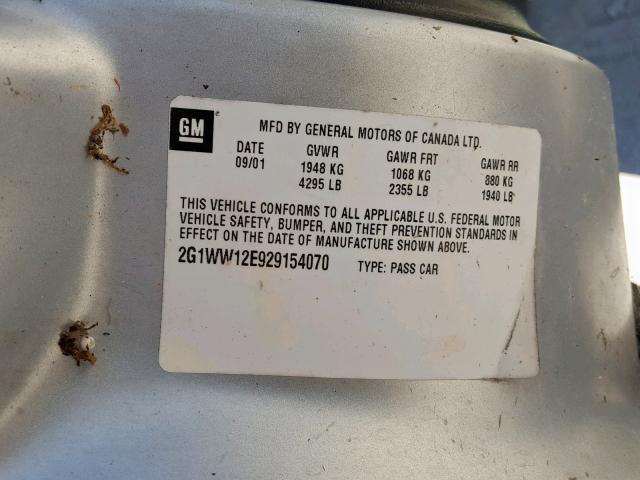 GM
MFD BY GENERAL MOTORS OF CANADA LTD.
DATE GVWR GAWR FRT GAWR RR
09/01 1948 KG 1068 KG 880 KG
4295 LB 2355 LB 1940 LB
THIS VEHICLE CONFORMS TO ALL APPLICABLE U.S. FEDERAL MOTOR
VEHICLE SAFETY, BUMPER, AND THEFT PREVENTION STANDARDS IN
EFFECT ON THE DATE OF MANUFACTURE SHOWN ABOVE.
2G1WW12E929154070 TYPE: PASS CAR